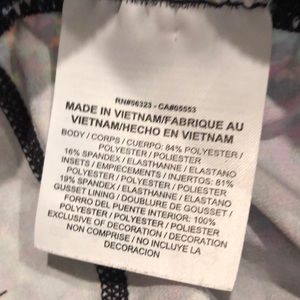 RN#56323 - CA#05553
MADE IN VIETNAM/FABRIQUE AU
VIETNAM/HECHO EN VIETNAM
BODY / CORPS / CUERPO: 84% POLYESTER /
POLYESTER / POLIESTER
16% SPANDEX / ELASTHANNE / ELASTANO
INSETS / EMPIECEMENTS / INJERTOS: 81%
POLYESTER / POLYESTER / POLIESTER
19% SPANDEX / ELASTHANNE / ELASTANO
GUSSET LINING / DOUBLURE DE GOUSSET /
FORRO DEL PUENTE INTERIOR: 100%
POLYESTER / POLYESTER / POLIESTER
EXCLUSIVE OF DECORATION / DECORATION
NON COMPRISE / NO INCLUYE LA
DECORACION